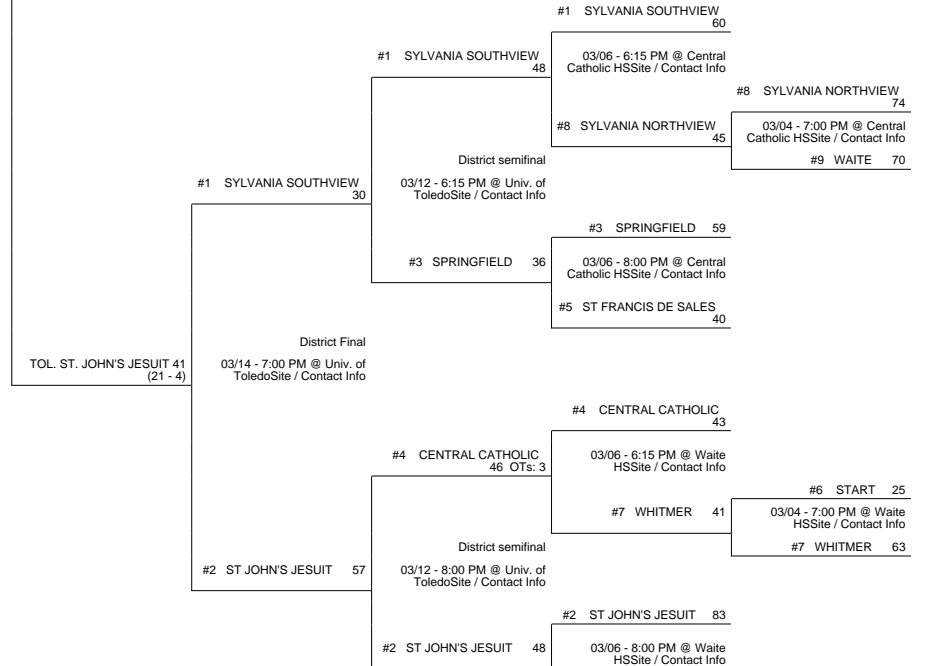 #1 SYLVANIA SOUTHVIEW
60
#1 SYLVANIA SOUTHVIEW
48
03/06 - 6:15 PM @ Central
Catholic HSSite / Contact Info
#8 SYLVANIA NORTHVIEW
74
#8 SYLVANIA NORTHVIEW
45
03/04 - 7:00 PM @ Central
Catholic HSSite / Contact Info
#9 WAITE 70
District semifinal
03/12 - 6:15 PM @ Univ. of
ToledoSite / Contact Info
#1 SYLVANIA SOUTHVIEW
30
#3 SPRINGFIELD 59
#3 SPRINGFIELD 36
03/06 - 8:00 PM @ Central
Catholic HSSite / Contact Info
#5 ST FRANCIS DE SALES
40
District Final
03/14 - 7:00 PM @ Univ. of
ToledoSite / Contact Info
TOL. ST. JOHN'S JESUIT 41
(21 - 4)
#4 CENTRAL CATHOLIC
43
#4 CENTRAL CATHOLIC
46 OTs: 3
03/06 - 6:15 PM @ Waite
HSSite / Contact Info
#6 START 25
#7 WHITMER 41
03/04 - 7:00 PM @ Waite
HSSite / Contact Info
#7 WHITMER 63
District semifinal
03/12 - 8:00 PM @ Univ. of
ToledoSite / Contact Info
#2 ST JOHN'S JESUIT 57
#2 ST JOHN'S JESUIT 83
#2 ST JOHN'S JESUIT 48
03/06 - 8:00 PM @ Waite
HSSite / Contact Info